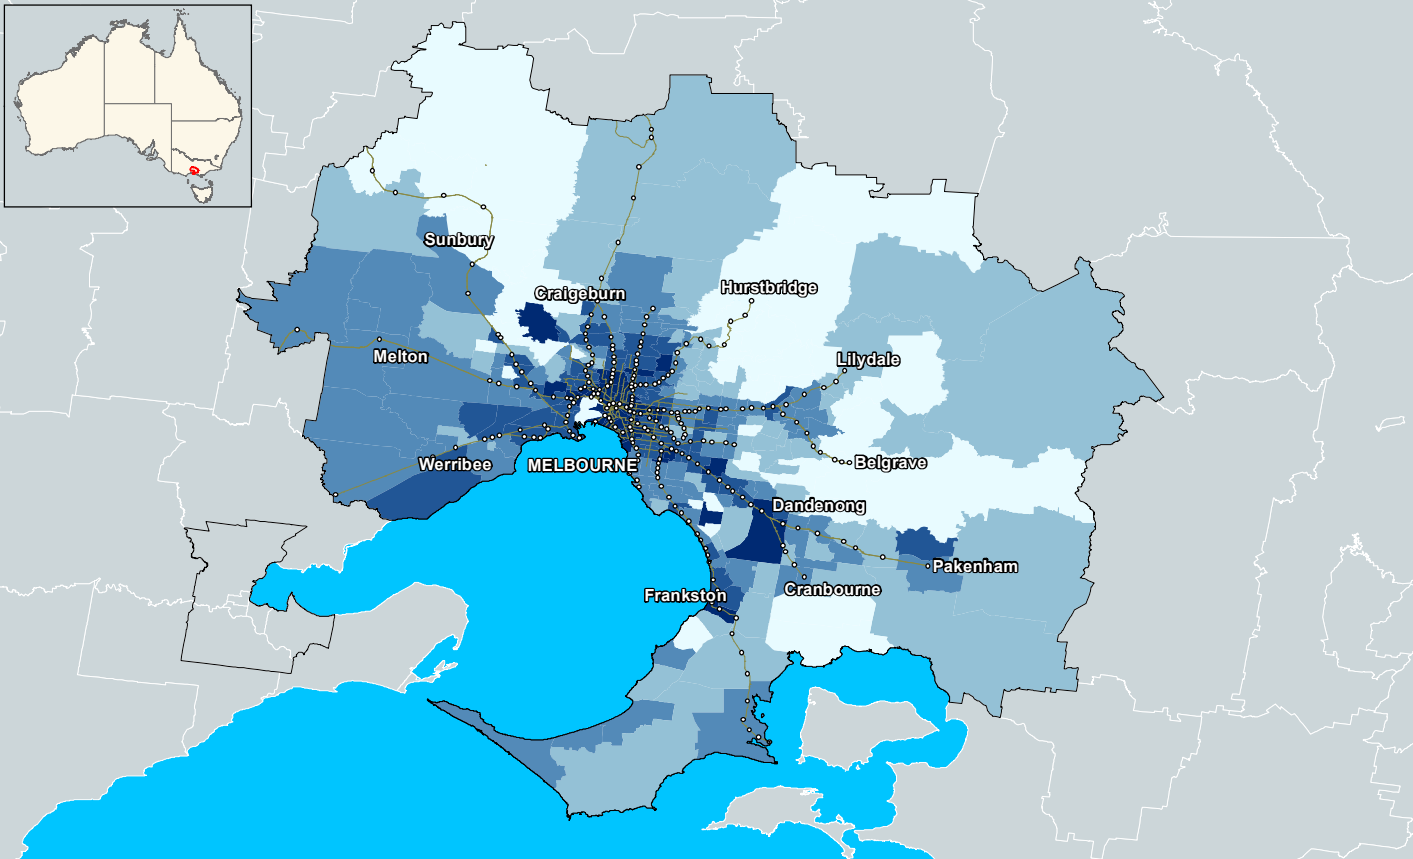 Sunbury
Hurstbridge
Craigeburn
Melton
Lilydale
Werribee
MELBOURNE
Belgrave
Dandenong
Pakenham
Cranbourne
Frankston